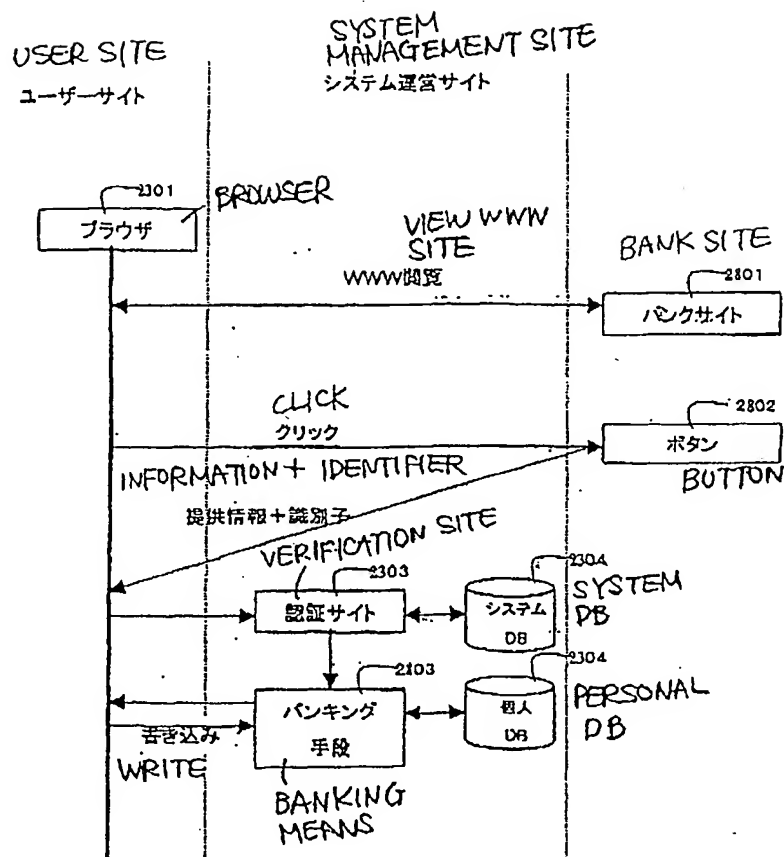 USER SITE
ユーザーサイト
SYSTEM
MANAGEMENT SITE
システム運営サイト
2301
BROWSER
ブラウザ
VIEW WWW
SITE
WWW閲覧
BANK SITE
2801
バンクサイト
CLICK
クリック
2802
ボタン
BUTTON
INFORMATION + IDENTIFIER
提供情報+識別子
VERIFICATION SITE
2303
認証サイト
2304
システム
DB
SYSTEM
DB
2803
バンキング
手段
2304
個人
DB
PERSONAL
DB
書き込み
WRITE
BANKING
MEANS